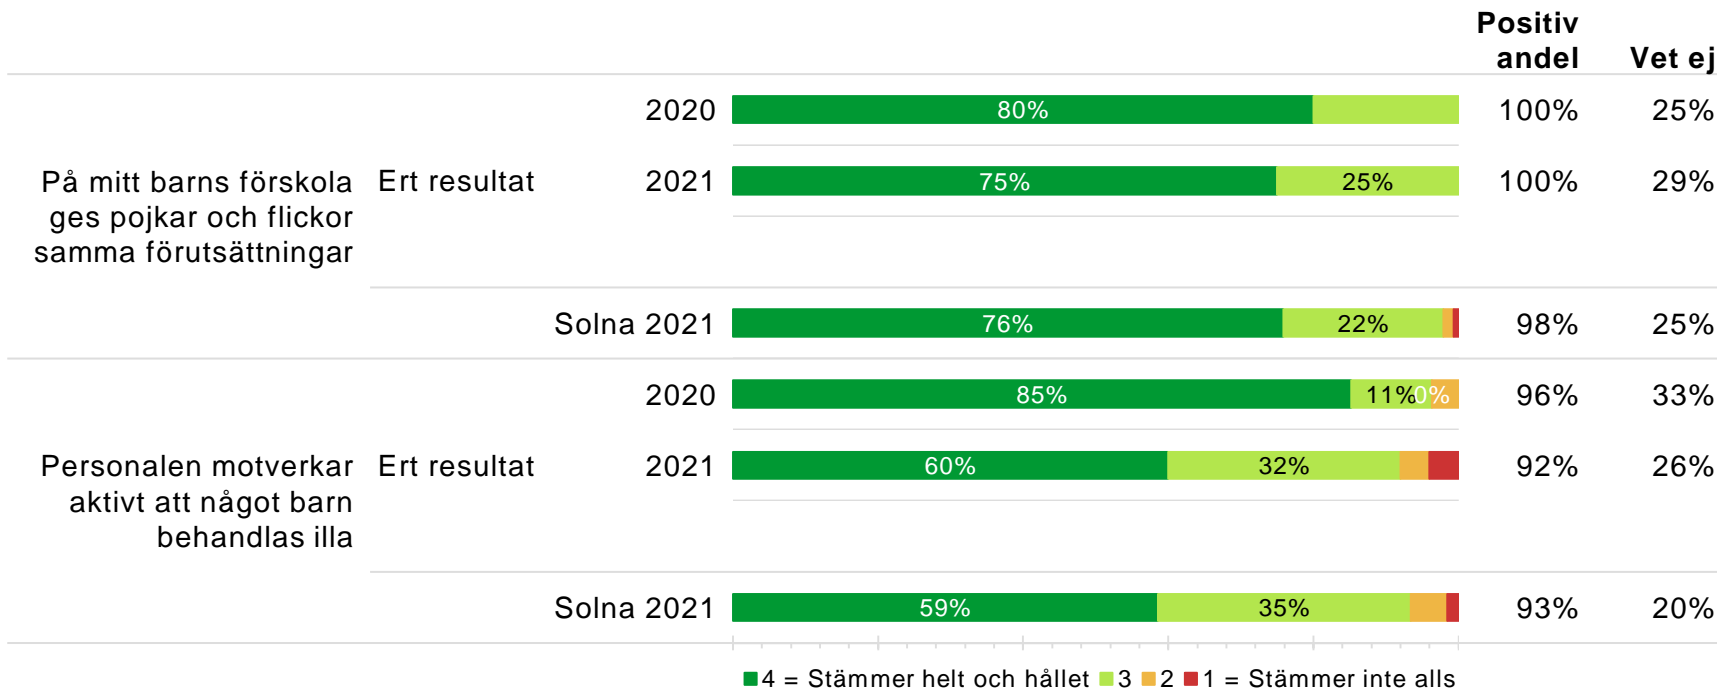 Positiv
andel Vet ej
2020 80% 100% 25%
På mitt barns förskola
ges pojkar och flickor
samma förutsättningar
Ert resultat 2021 75% 25% 100% 29%
Solna 2021 76% 22% 98% 25%
2020 85% 11% 0% 96% 33%
Personalen motverkar
aktivt att något barn
behandlas illa
Ert resultat 2021 60% 32% 92% 26%
Solna 2021 59% 35% 93% 20%
4 = Stämmer helt och hållet 3 2 1 = Stämmer inte alls